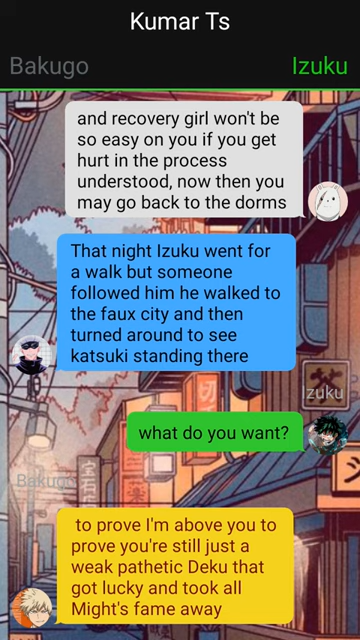 Kumar Ts
Bakugo
Izuku
and recovery girl won't be
so easy on you if you get
hurt in the process
understood, now then you
may go back to the dorms
That night Izuku went for
a walk but someone
followed him he walked to
the faux city and then
turned around to see
katsuki standing there
Izuku
what do you want?
Bakugo
to prove I'm above you to
prove you're still just a
weak pathetic Deku that
got lucky and took all
Might's fame away